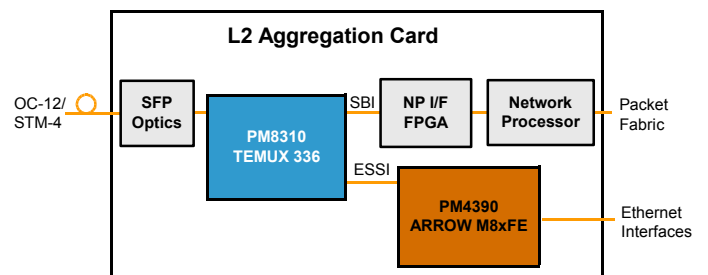 L2 Aggregation Card
OC-12/
STM-4
SFP
Optics
PM8310
TEMUX 336
SBI
NP I/F
FPGA
Network
Processor
Packet
Fabric
ESSI
PM4390
ARROW M8xFE
Ethernet
Interfaces